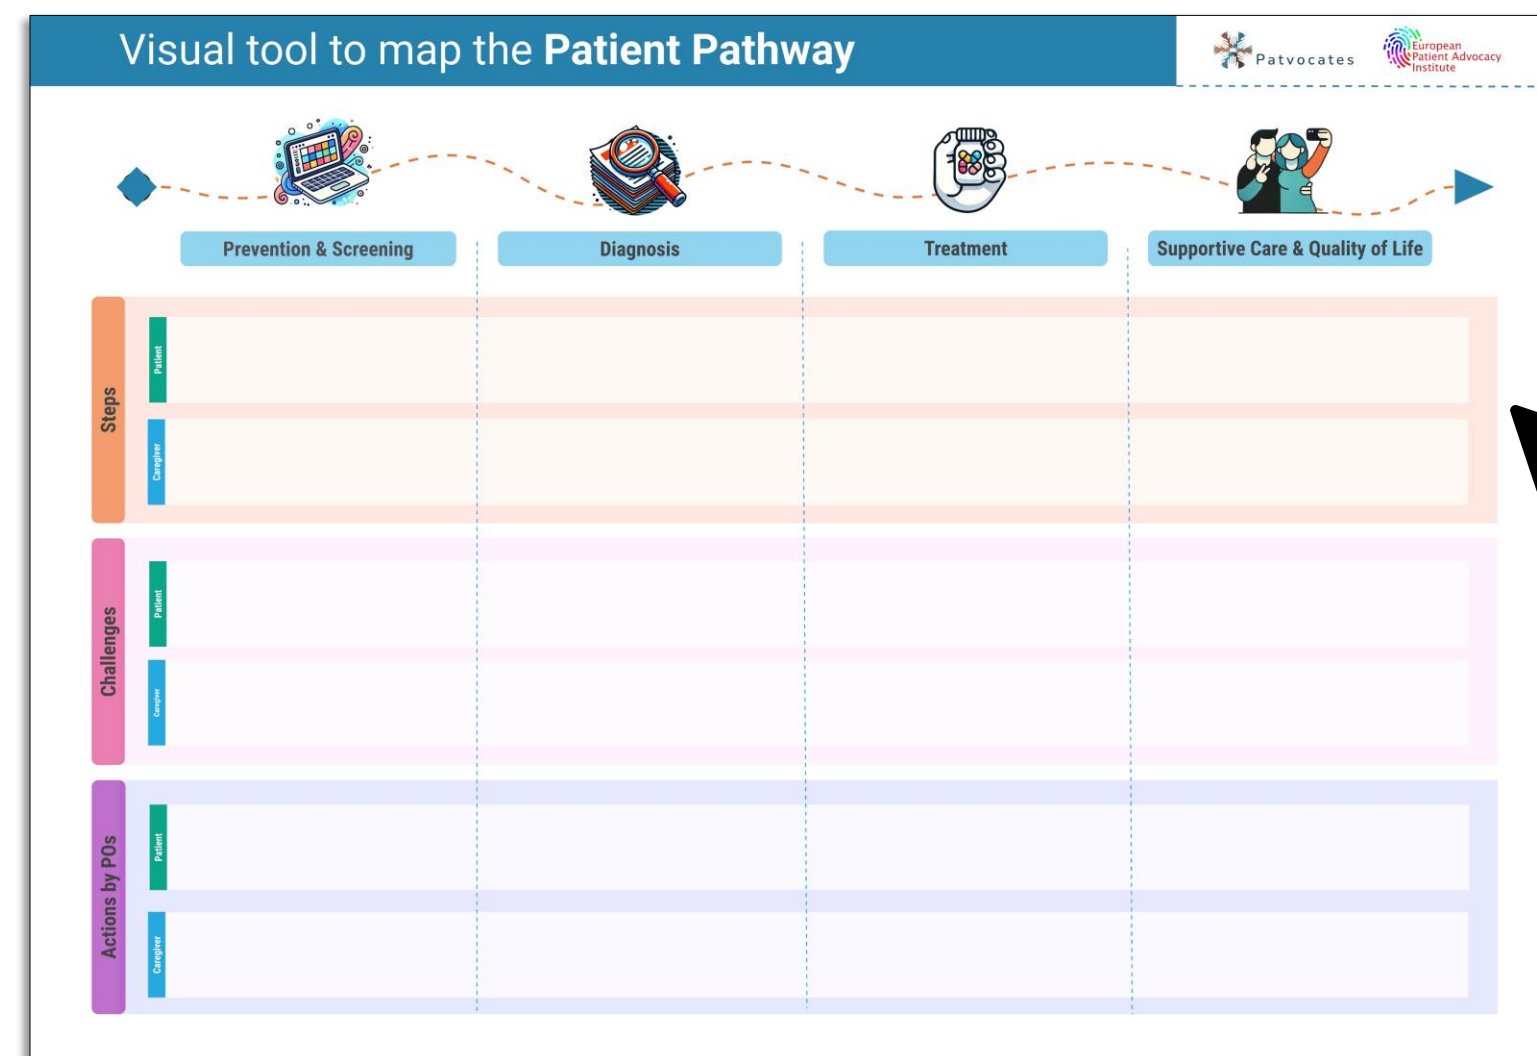 Visual tool to map the Patient Pathway
Patvocates
European
Patient Advocacy
Institute
Prevention & Screening
Diagnosis
Treatment
Supportive Care & Quality of Life
Steps
Patient
Caregiver
Challenges
Patient
Caregiver
Actions by POs
Patient
Caregiver